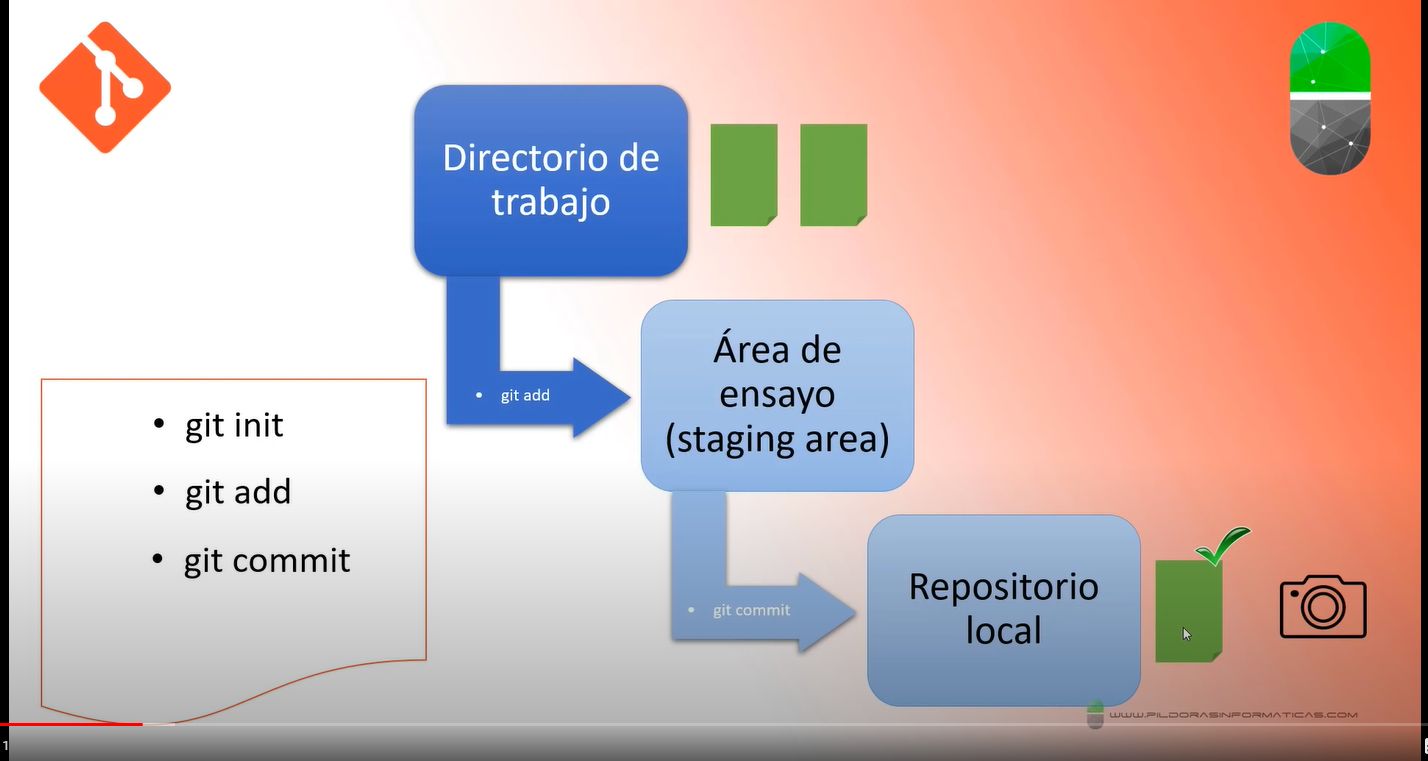 Directorio de
trabajo
• git add
Área de
ensayo
(staging area)
• git init
• git add
• git commit
• git commit
Repositorio
local
WWW.PILDORASINFORMATICAS.COM
1